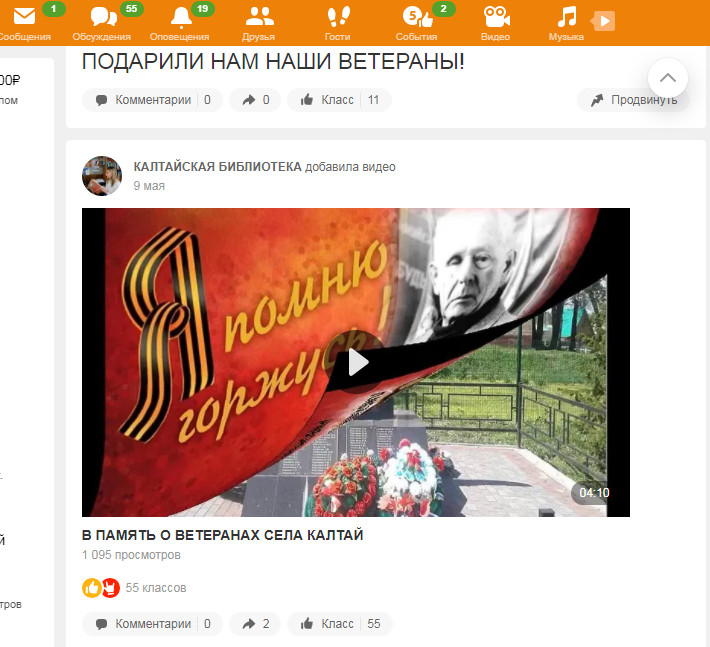 1
55
19
2
Сообщения
Обсуждения
Оповещения
Друзья
Гости
События
Видео
Музыка
ПОДАРИЛИ НАМ НАШИ ВЕТЕРАНЫ!
00₽
лом
Комментарии 0
0
Класс 11
Продвинуть
КАЛТАЙСКАЯ БИБЛИОТЕКА добавила видео
9 мая
Я помню
горжусь!
04:10
В ПАМЯТЬ О ВЕТЕРАНАХ СЕЛА КАЛТАЙ
1 095 просмотров
55 классов
тров
Комментарии 0
2
Класс 55